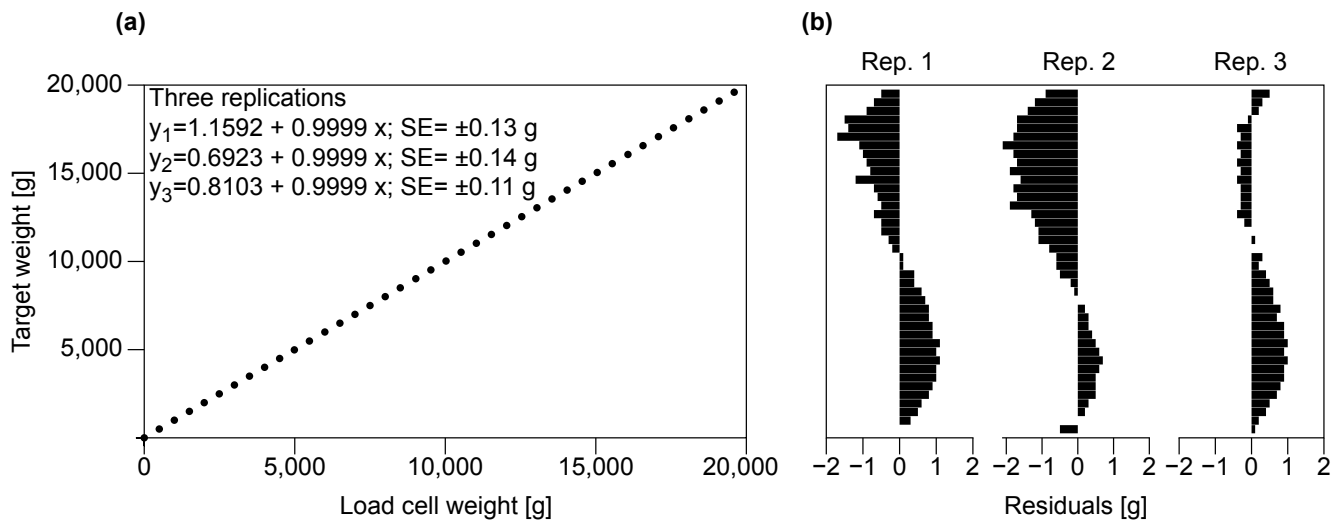 (a)
Three replications
y1=1.1592 + 0.9999 x; SE= ±0.13 g
y2=0.6923 + 0.9999 x; SE= ±0.14 g
y3=0.8103 + 0.9999 x; SE= ±0.11 g
Target weight [g]
20,000
15,000
10,000
5,000
0 5,000 10,000 15,000 20,000
Load cell weight [g]
(b)
Rep. 1 Rep. 2 Rep. 3
−2 −1 0 1 2 −2 −1 0 1 2 −2 −1 0 1 2
Residuals [g]